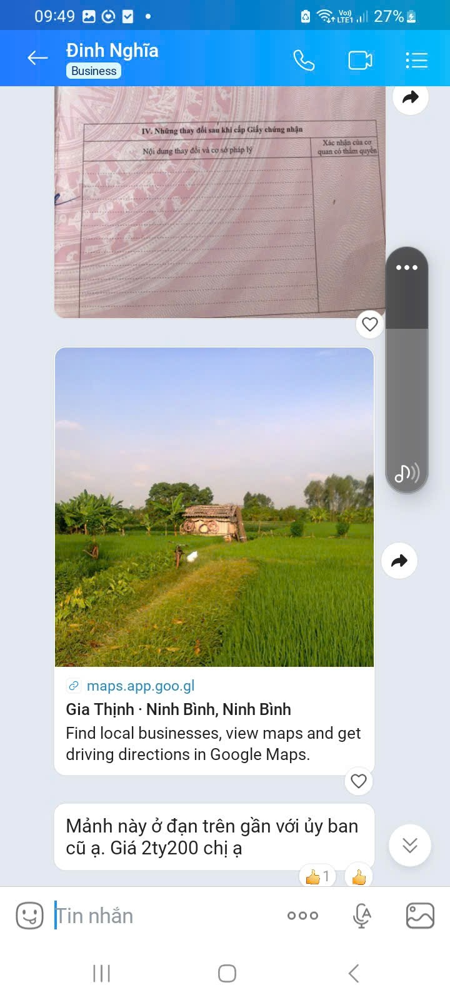 09:49
Vo))
LTE1
27%
Đinh Nghĩa
Business
IV. Những thay đổi sau khi cấp Giấy chứng nhận
Nội dung thay đổi và cơ sở pháp lý
Xác nhận của cơ
quan có thẩm quyền
maps.app.goo.gl
Gia Thịnh · Ninh Bình, Ninh Bình
Find local businesses, view maps and get
driving directions in Google Maps.
Mảnh này ở đạn trên gần với ủy ban
cũ ạ. Giá 2ty200 chị ạ
1
Tin nhắn